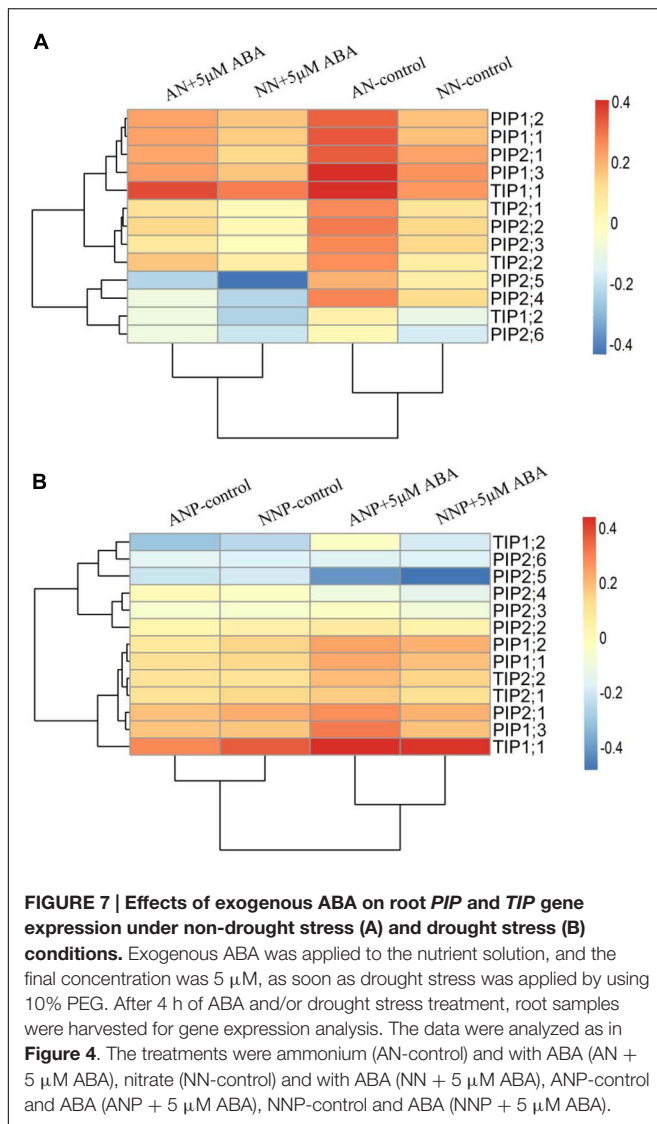 A
AN+5μM ABA
NN+5μM ABA
AN-control
NN-control
PIP1;2
PIP1;1
PIP2;1
PIP1;3
TIP1;1
TIP2;1
PIP2;2
PIP2;3
TIP2;2
PIP2;5
PIP2;4
TIP1;2
PIP2;6
0.4
0.2
0
-0.2
-0.4
B
ANP-control
NNP-control
ANP+5μM ABA
NNP+5μM ABA
TIP1;2
PIP2;6
PIP2;5
PIP2;4
PIP2;3
PIP2;2
PIP1;2
PIP1;1
TIP2;2
TIP2;1
PIP2;1
PIP1;3
TIP1;1
0.4
0.2
0
-0.2
-0.4
FIGURE 7 | Effects of exogenous ABA on root PIP and TIP gene
expression under non-drought stress (A) and drought stress (B)
conditions. Exogenous ABA was applied to the nutrient solution, and the
final concentration was 5 μM, as soon as drought stress was applied by using
10% PEG. After 4 h of ABA and/or drought stress treatment, root samples
were harvested for gene expression analysis. The data were analyzed as in
Figure 4. The treatments were ammonium (AN-control) and with ABA (AN +
5 μM ABA), nitrate (NN-control) and with ABA (NN + 5 μM ABA), ANP-control
and ABA (ANP + 5 μM ABA), NNP-control and ABA (NNP + 5 μM ABA).